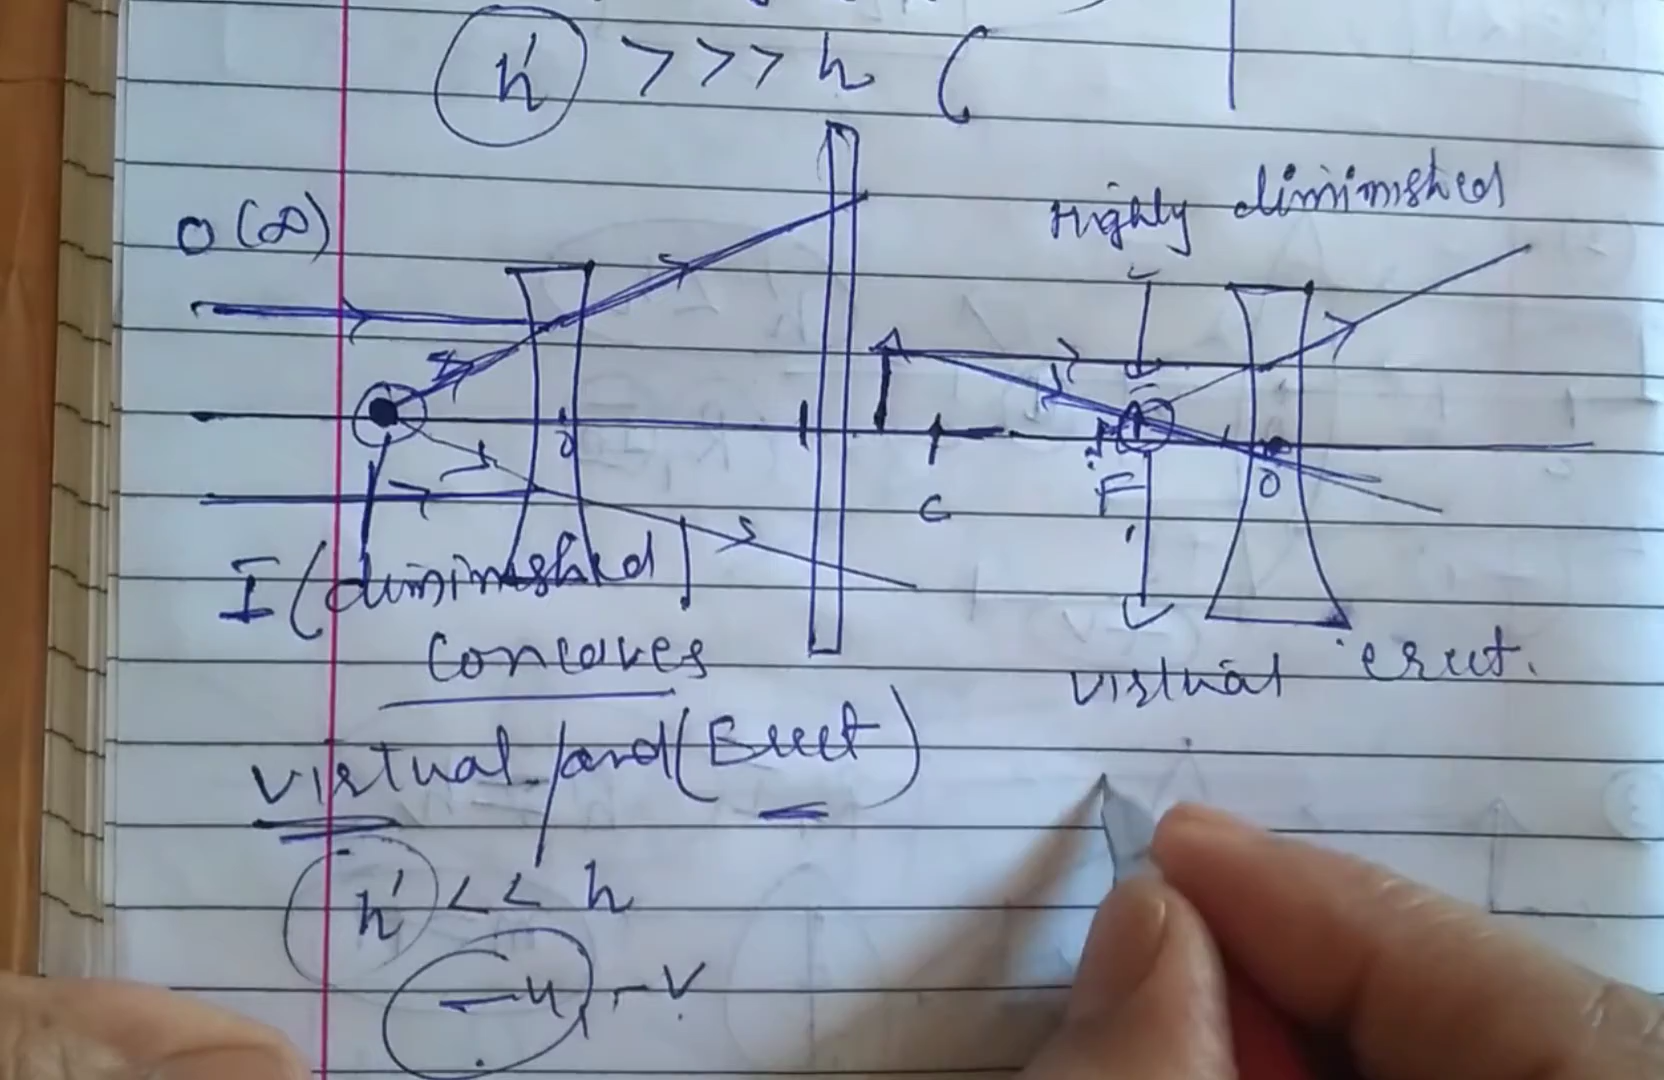 h' >>> h (
O (∞)
Highly diminished
O
C
F
O
I (diminished)
Concaves
virtual erect.
virtual / and (Erect)
h' << h
-u, -v